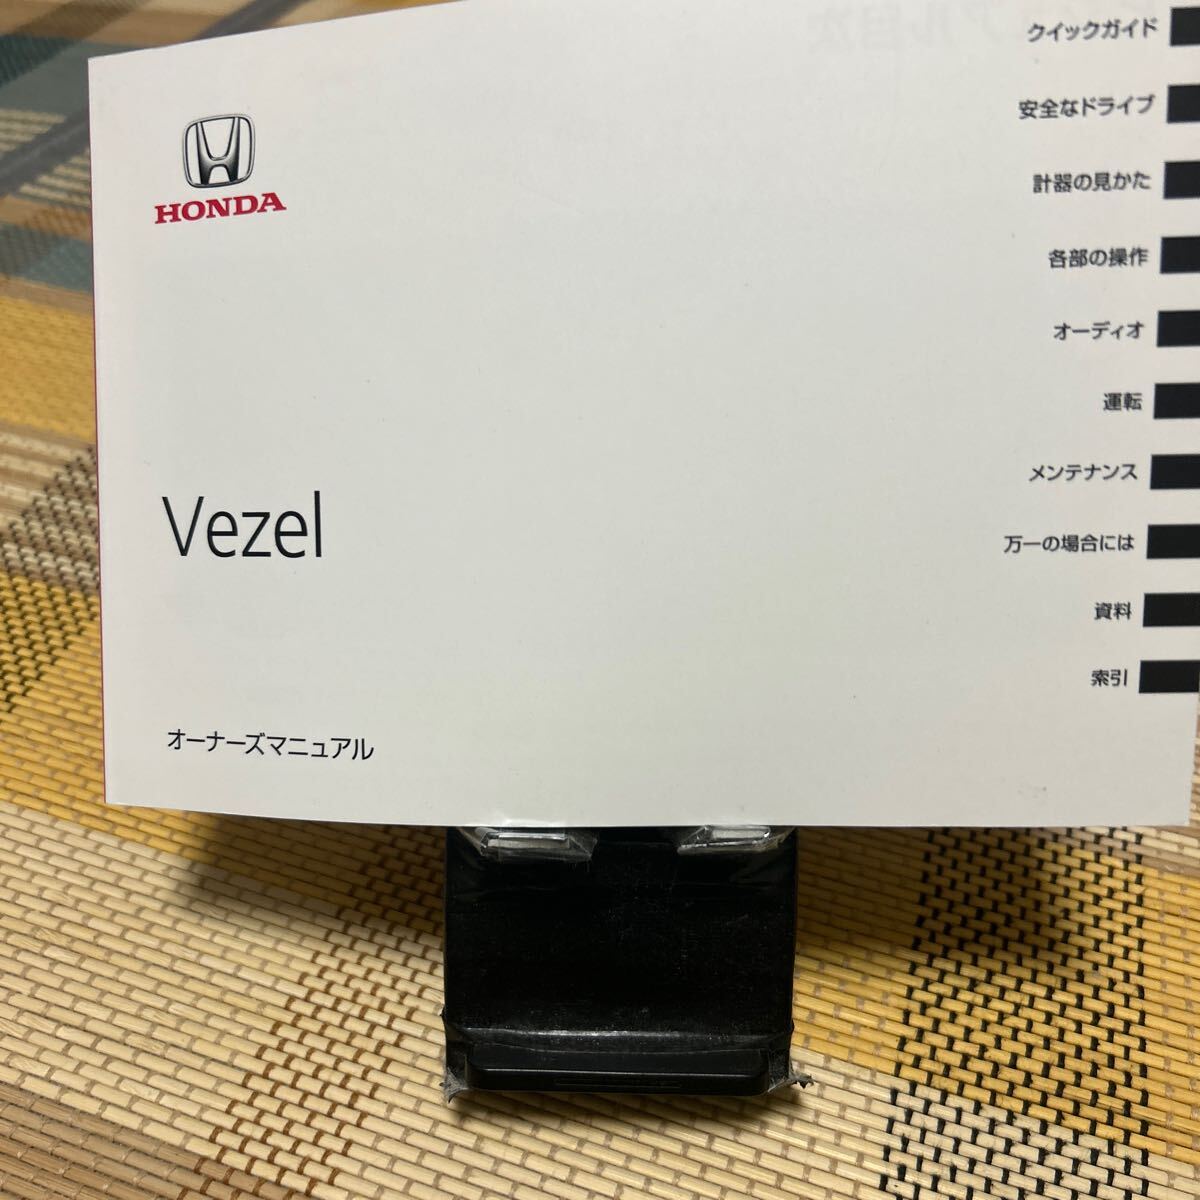 HONDA
Vezel
オーナーズマニュアル
クイックガイド
安全なドライブ
計器の見かた
各部の操作
オーディオ
運転
メンテナンス
万一の場合には
資料
索引